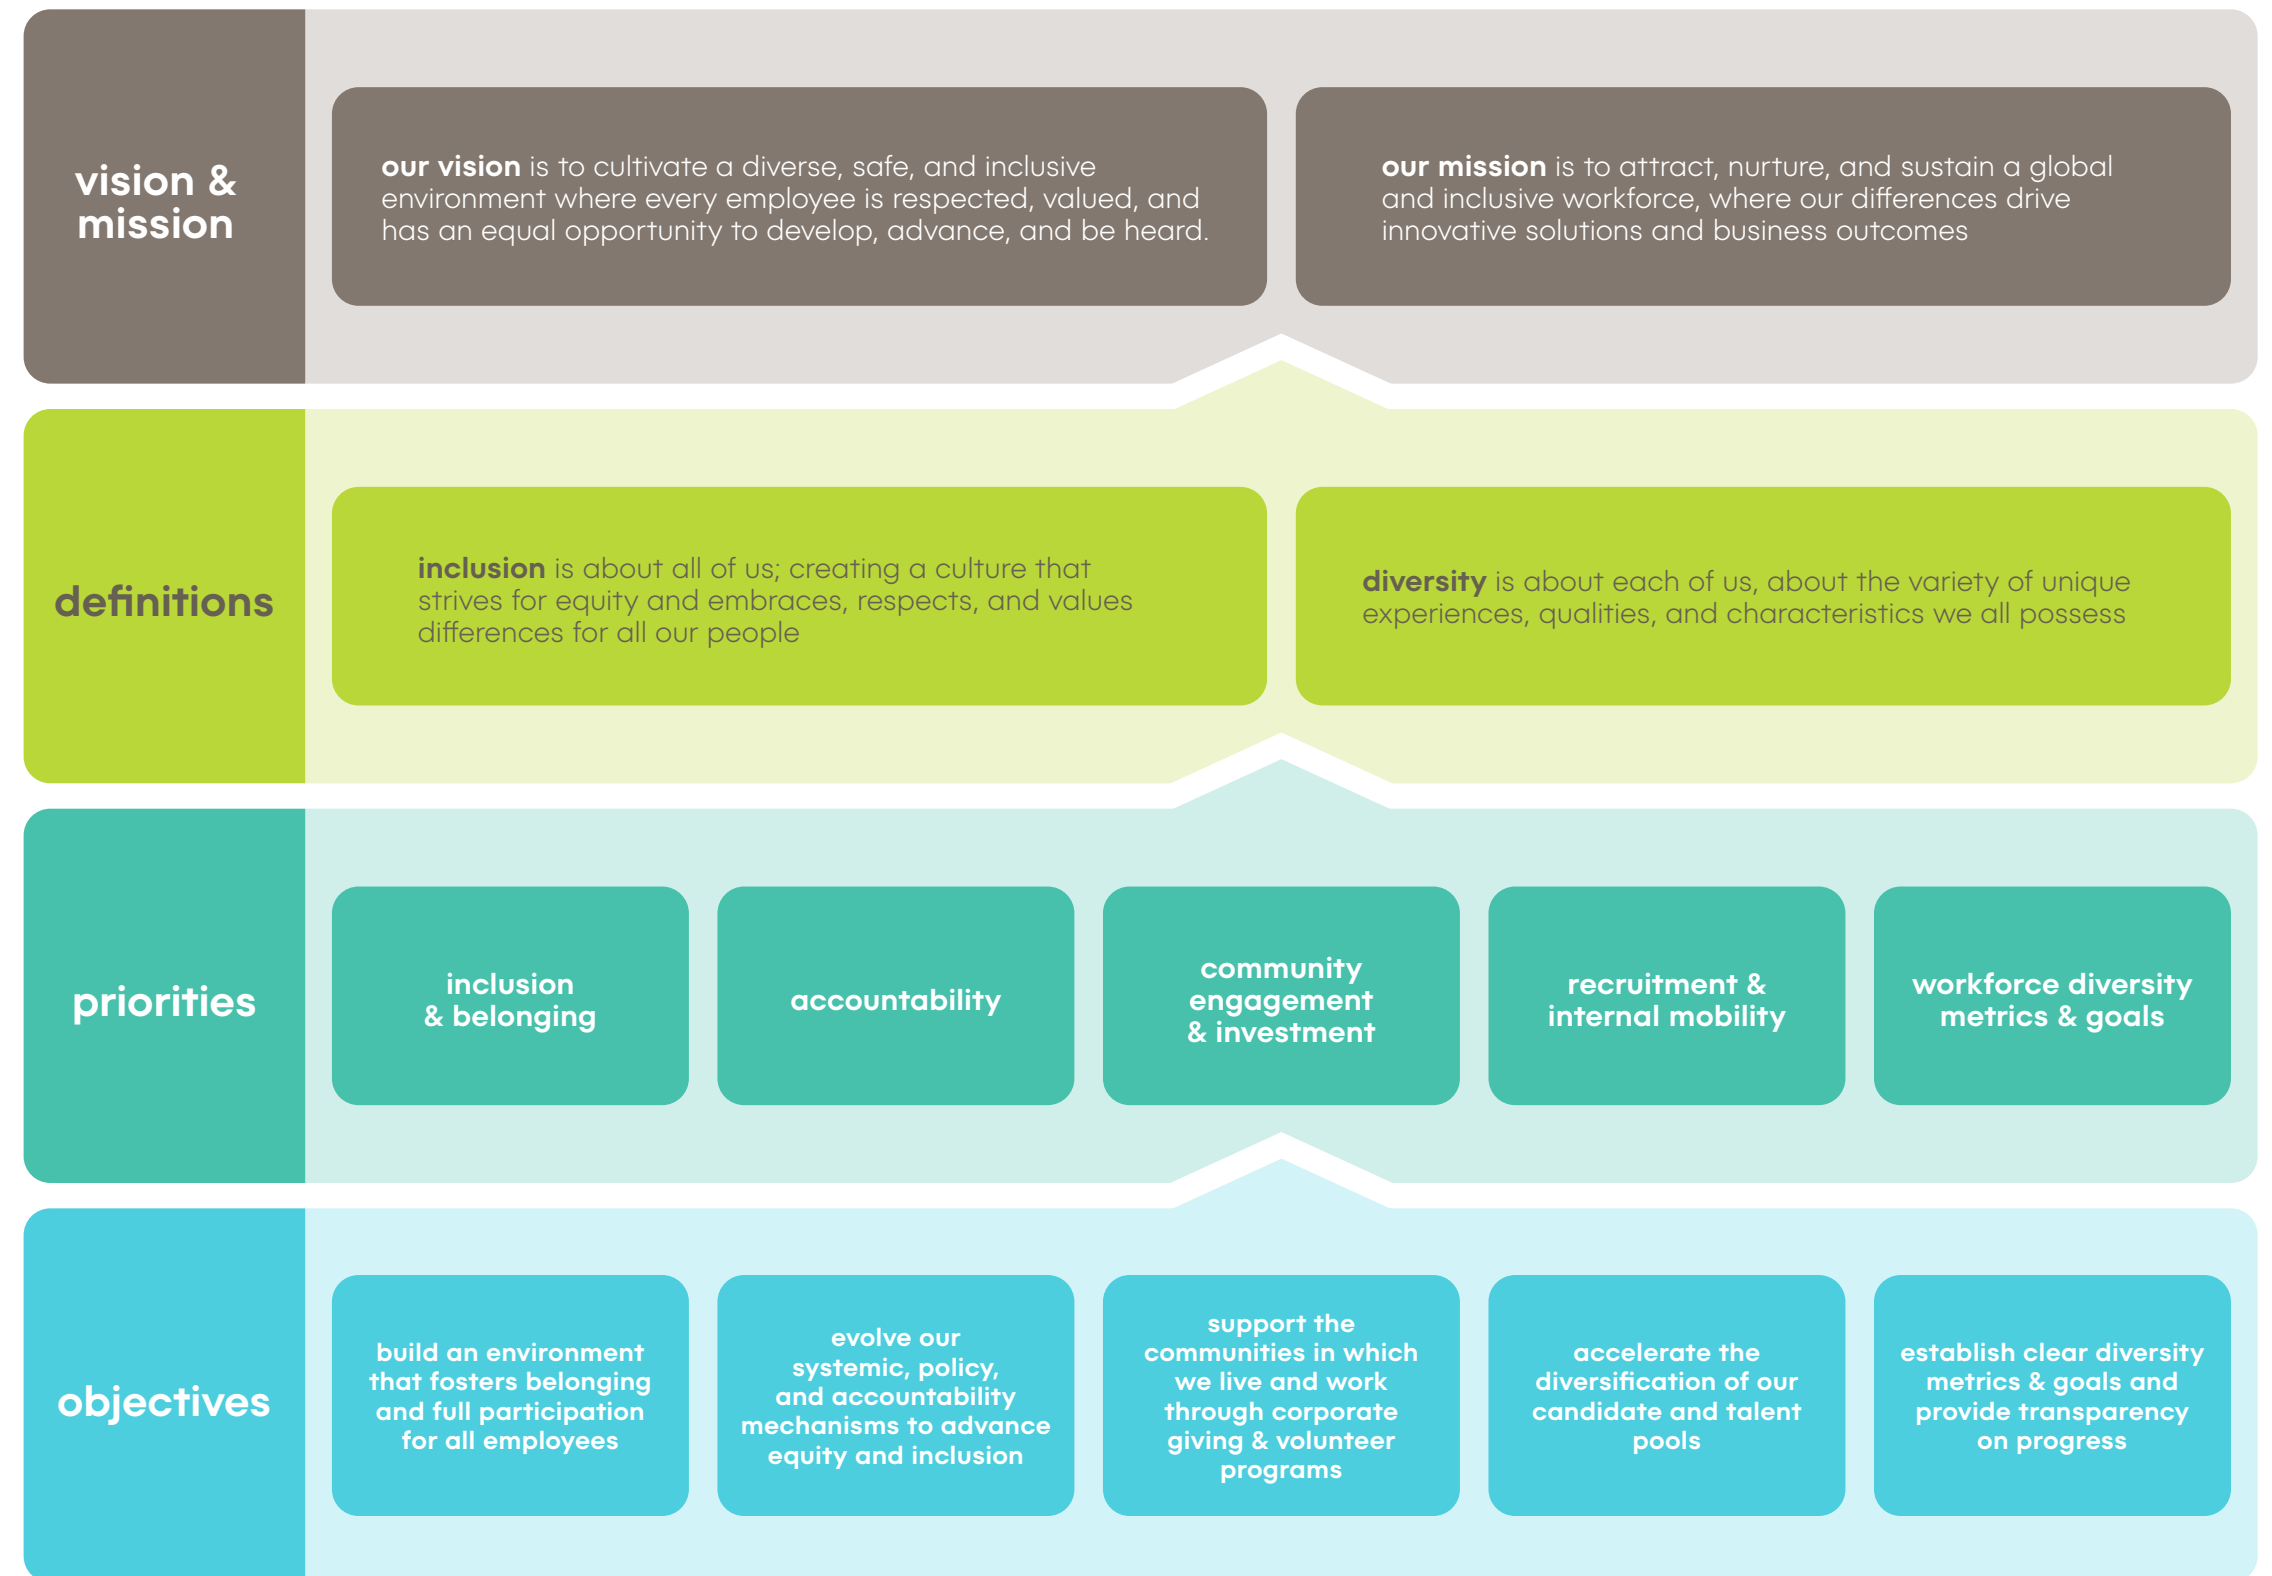 vision &
mission
our vision is to cultivate a diverse, safe, and inclusive
environment where every employee is respected, valued, and
has an equal opportunity to develop, advance, and be heard.
our mission is to attract, nurture, and sustain a global
and inclusive workforce, where our differences drive
innovative solutions and business outcomes
definitions
inclusion is about all of us; creating a culture that
strives for equity and embraces, respects, and values
differences for all our people
diversity is about each of us, about the variety of unique
experiences, qualities, and characteristics we all possess
priorities
inclusion
& belonging
accountability
community
engagement
& investment
recruitment &
internal mobility
workforce diversity
metrics & goals
objectives
build an environment
that fosters belonging
and full participation
for all employees
evolve our
systemic, policy,
and accountability
mechanisms to advance
equity and inclusion
support the
communities in which
we live and work
through corporate
giving & volunteer
programs
accelerate the
diversification of our
candidate and talent
pools
establish clear diversity
metrics & goals and
provide transparency
on progress